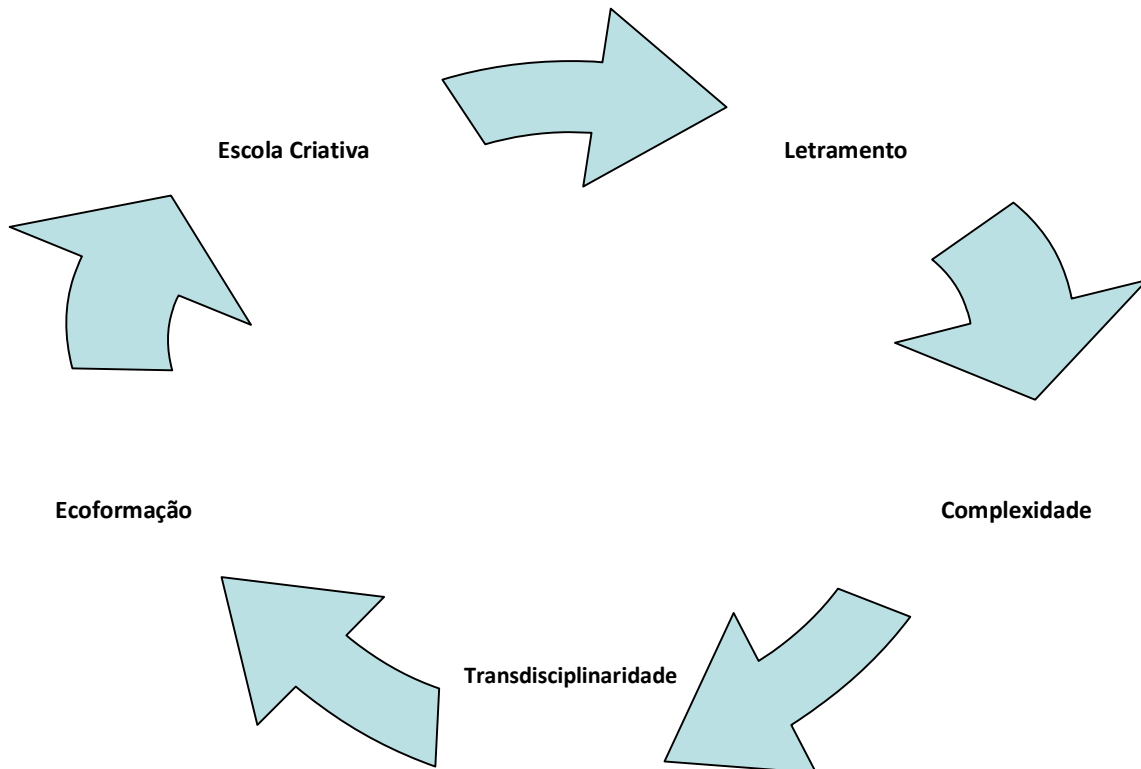 Escola Criativa
Letramento
Complexidade
Transdisciplinaridade
Ecoformação